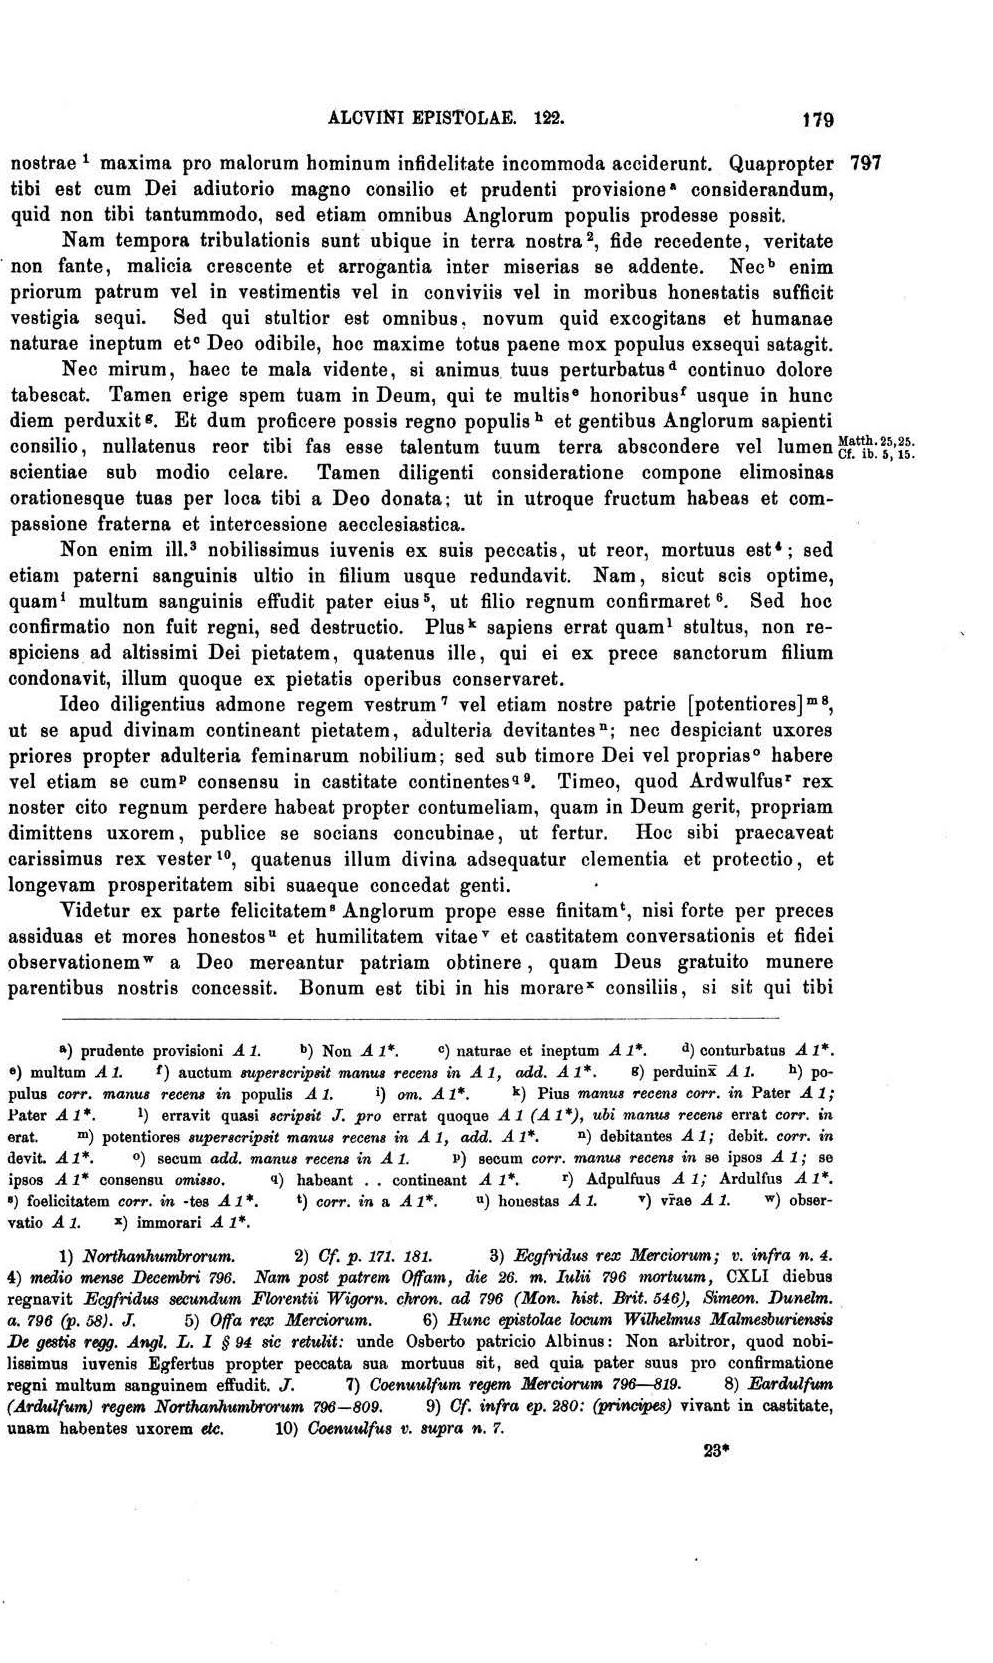 ALCVINI EPISTOLAE. 122. 179
nostrae ¹ maxima pro malorum hominum infidelitate incommoda acciderunt. Quapropter 797
tibi est cum Dei adiutorio magno consilio et prudenti provisione ᵃ considerandum,
quid non tibi tantummodo, sed etiam omnibus Anglorum populis prodesse possit.
Nam tempora tribulationis sunt ubique in terra nostra ², fide recedente, veritate
non fante, malicia crescente et arrogantia inter miserias se addente. Nec ᵇ enim
priorum patrum vel in vestimentis vel in conviviis vel in moribus honestatis sufficit
vestigia sequi. Sed qui stultior est omnibus, novum quid excogitans et humanae
naturae ineptum et ᶜ Deo odibile, hoc maxime totus paene mox populus exsequi satagit.
Nec mirum, haec te mala vidente, si animus tuus perturbatus ᵈ continuo dolore
tabescat. Tamen erige spem tuam in Deum, qui te multis ᵉ honoribus ᶠ usque in hunc
diem perduxit ᵍ. Et dum proficere possis regno populis ʰ et gentibus Anglorum sapienti
consilio, nullatenus reor tibi fas esse talentum tuum terra abscondere vel lumen Matth. 25,25.
Cf. ib. 5, 15.
scientiae sub modio celare. Tamen diligenti consideratione compone elimosinas
orationesque tuas per loca tibi a Deo donata; ut in utroque fructum habeas et com-
passione fraterna et intercessione aecclesiastica.
Non enim ill.³ nobilissimus iuvenis ex suis peccatis, ut reor, mortuus est ⁴; sed
etiam paterni sanguinis ultio in filium usque redundavit. Nam, sicut scis optime,
quam ⁱ multum sanguinis effudit pater eius ⁵, ut filio regnum confirmaret ⁶. Sed hoc
confirmatio non fuit regni, sed destructio. Plus ᵏ sapiens errat quam ˡ stultus, non re-
spiciens ad altissimi Dei pietatem, quatenus ille, qui ei ex prece sanctorum filium
condonavit, illum quoque ex pietatis operibus conservaret.
Ideo diligentius admone regem vestrum ⁷ vel etiam nostre patrie [potentiores] ᵐ ⁸,
ut se apud divinam contineant pietatem, adulteria devitantes ⁿ; nec despiciant uxores
priores propter adulteria feminarum nobilium; sed sub timore Dei vel proprias ᵒ habere
vel etiam se cum ᵖ consensu in castitate continentes q ⁹. Timeo, quod Ardwulfus ʳ rex
noster cito regnum perdere habeat propter contumeliam, quam in Deum gerit, propriam
dimittens uxorem, publice se socians concubinae, ut fertur. Hoc sibi praecaveat
carissimus rex vester ¹⁰, quatenus illum divina adsequatur clementia et protectio, et
longevam prosperitatem sibi suaeque concedat genti.
Videtur ex parte felicitatem ˢ Anglorum prope esse finitam ᵗ, nisi forte per preces
assiduas et mores honestos ᵘ et humilitatem vitae ᵛ et castitatem conversationis et fidei
observationem ʷ a Deo mereantur patriam obtinere, quam Deus gratuito munere
parentibus nostris concessit. Bonum est tibi in his morare ˣ consiliis, si sit qui tibi
a) prudente provisioni A 1. b) Non A 1*. c) naturae et ineptum A 1*. d) conturbatus A 1*.
e) multum A 1. f) auctum superscripsit manus recens in A 1, add. A 1*. g) perduinx̄ A 1. h) po-
pulus corr. manus recens in populis A 1. i) om. A 1*. k) Pius manus recens corr. in Pater A 1;
Pater A 1*. l) erravit quasi scripsit J. pro errat quoque A 1 (A 1*), ubi manus recens errat corr. in
erat. m) potentiores superscripsit manus recens in A 1, add. A 1*. n) debitantes A 1; debit. corr. in
devit. A 1*. o) secum add. manus recens in A 1. p) secum corr. manus recens in se ipsos A 1; se
ipsos A 1* consensu omisso. q) habeant . . contineant A 1*. r) Adpulfuus A 1; Ardulfus A 1*.
s) foelicitatem corr. in -tes A 1*. t) corr. in a A 1*. u) honestas A 1. v) vr̄ae A 1. w) obser-
vatio A 1. x) immorari A 1*.
1) Northanhumbrorum. 2) Cf. p. 171. 181. 3) Ecgfridus rex Merciorum; v. infra n. 4.
4) medio mense Decembri 796. Nam post patrem Offam, die 26. m. Iulii 796 mortuum, CXLI diebus
regnavit Ecgfridus secundum Florentii Wigorn. chron. ad 796 (Mon. hist. Brit. 546), Simeon. Dunelm.
a. 796 (p. 58). J. 5) Offa rex Merciorum. 6) Hunc epistolae locum Wilhelmus Malmesburiensis
De gestis regg. Angl. L. I § 94 sic retulit: unde Osberto patricio Albinus: Non arbitror, quod nobi-
lissimus iuvenis Egfertus propter peccata sua mortuus sit, sed quia pater suus pro confirmatione
regni multum sanguinem effudit. J. 7) Coenuulfum regem Merciorum 796—819. 8) Eardulfum
(Ardulfum) regem Northanhumbrorum 796—809. 9) Cf. infra ep. 280: (principes) vivant in castitate,
unam habentes uxorem etc. 10) Coenuulfus v. supra n. 7.
23*